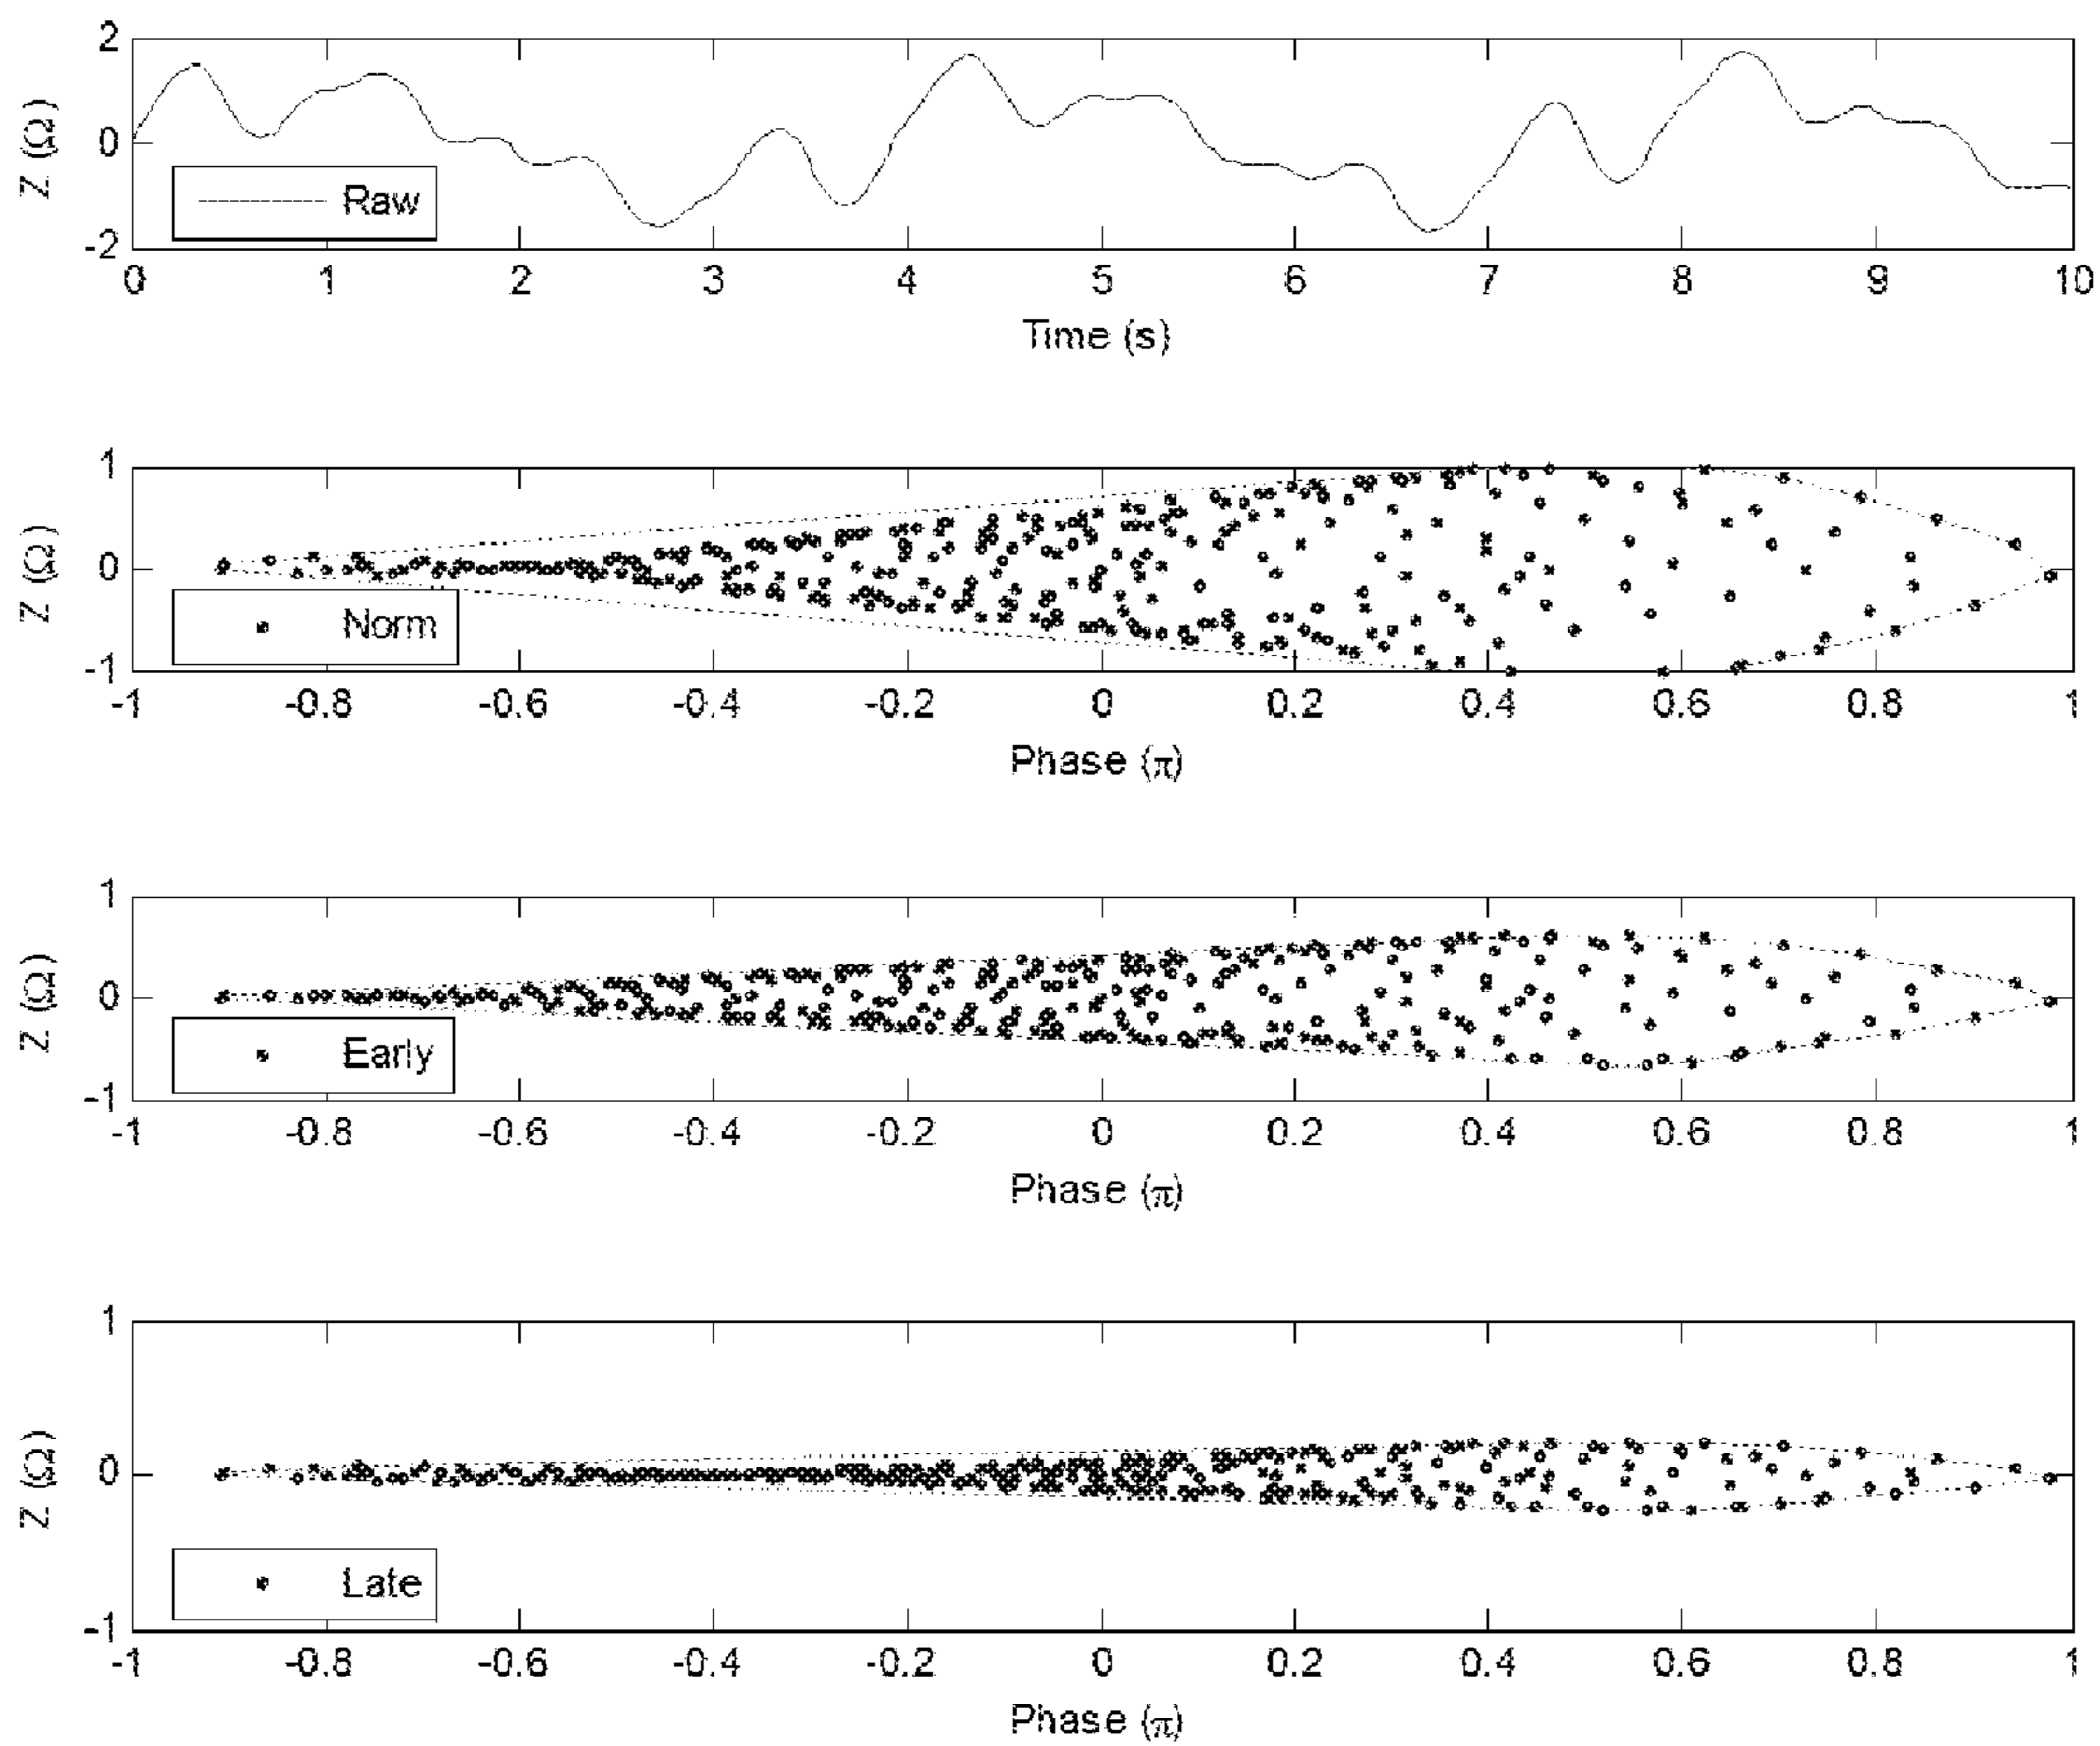 2
0
-2
Z (Ω)
Raw
0 1 2 3 4 5 6 7 8 9 10
Time (s)
1
0
-1
Z (Ω)
Norm
-1 -0.8 -0.6 -0.4 -0.2 0 0.2 0.4 0.6 0.8 1
Phase (π)
1
0
-1
Z (Ω)
Early
-1 -0.8 -0.6 -0.4 -0.2 0 0.2 0.4 0.6 0.8 1
Phase (π)
1
0
-1
Z (Ω)
Late
-1 -0.8 -0.6 -0.4 -0.2 0 0.2 0.4 0.6 0.8 1
Phase (π)